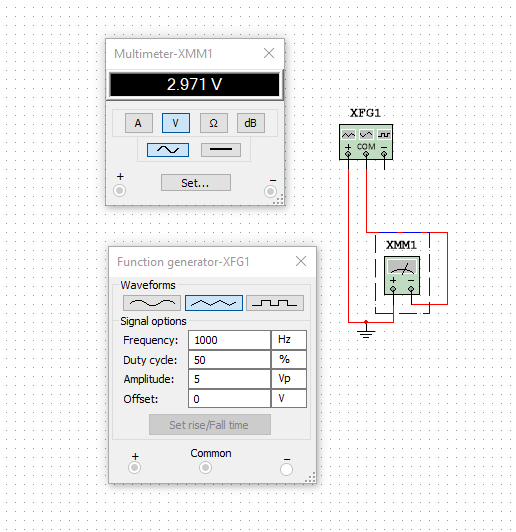 Multimeter-XMM1
2.971 V
A V Ω dB
Set...
+ −
XFG1
COM
+ −
XMM1
+ −
Function generator-XFG1
Waveforms
Signal options
Frequency: 1000 Hz
Duty cycle: 50 %
Amplitude: 5 Vp
Offset: 0 V
Set rise/Fall time
+ Common −